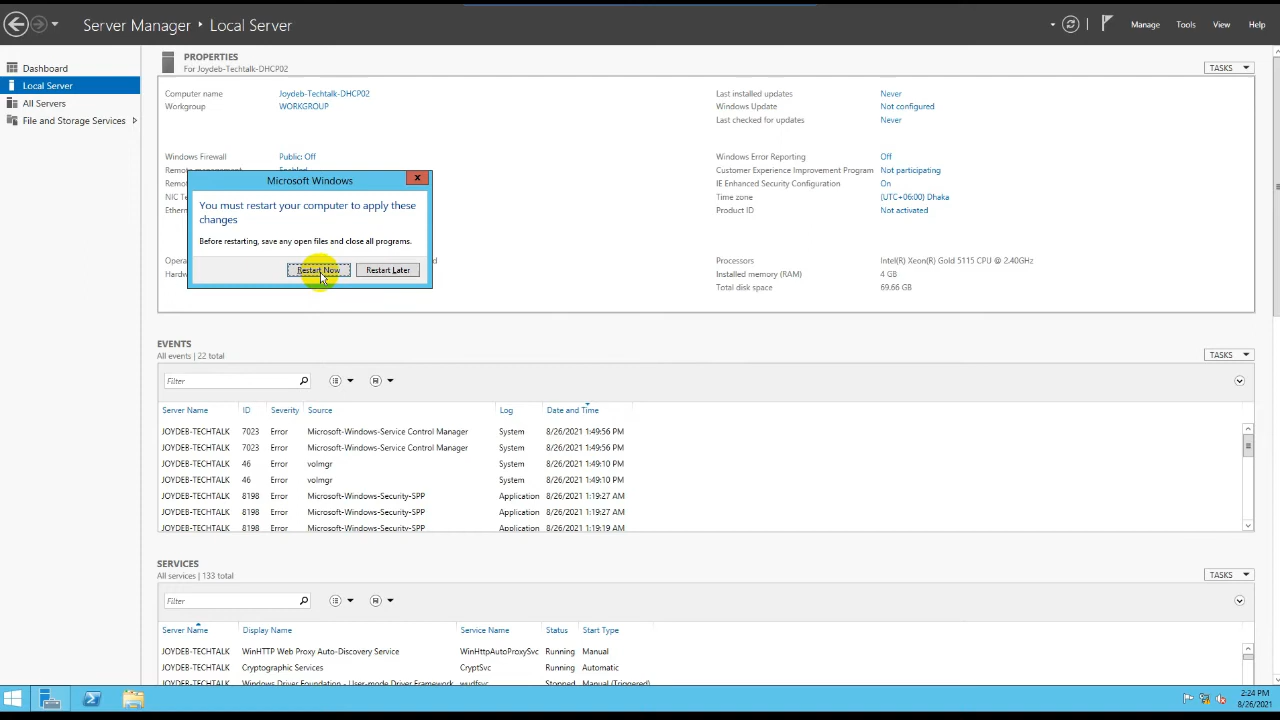 Server Manager ‣ Local Server
Manage Tools View Help
Dashboard
Local Server
All Servers
File and Storage Services
PROPERTIES
For Joydeb-Techtalk-DHCP02
TASKS
Computer name Joydeb-Techtalk-DHCP02
Workgroup WORKGROUP
Last installed updates Never
Windows Update Not configured
Last checked for updates Never
Windows Firewall Public: Off
Windows Error Reporting Off
Customer Experience Improvement Program Not participating
IE Enhanced Security Configuration On
Time zone (UTC+06:00) Dhaka
Product ID Not activated
Processors Intel(R) Xeon(R) Gold 5115 CPU @ 2.40GHz
Installed memory (RAM) 4 GB
Total disk space 69.66 GB
Microsoft Windows
You must restart your computer to apply these
changes
Before restarting, save any open files and close all programs.
Restart Now Restart Later
EVENTS
All events | 22 total
TASKS
Filter
Server Name ID Severity Source Log Date and Time
JOYDEB-TECHTALK 7023 Error Microsoft-Windows-Service Control Manager System 8/26/2021 1:49:56 PM
JOYDEB-TECHTALK 7023 Error Microsoft-Windows-Service Control Manager System 8/26/2021 1:49:56 PM
JOYDEB-TECHTALK 46 Error volmgr System 8/26/2021 1:49:10 PM
JOYDEB-TECHTALK 46 Error volmgr System 8/26/2021 1:49:10 PM
JOYDEB-TECHTALK 8198 Error Microsoft-Windows-Security-SPP Application 8/26/2021 1:19:27 AM
JOYDEB-TECHTALK 8198 Error Microsoft-Windows-Security-SPP Application 8/26/2021 1:19:27 AM
JOYDEB-TECHTALK 8198 Error Microsoft-Windows-Security-SPP Application 8/26/2021 1:19:19 AM
SERVICES
All services | 133 total
TASKS
Filter
Server Name Display Name Service Name Status Start Type
JOYDEB-TECHTALK WinHTTP Web Proxy Auto-Discovery Service WinHttpAutoProxySvc Running Manual
JOYDEB-TECHTALK Cryptographic Services CryptSvc Running Automatic
JOYDEB-TECHTALK Windows Driver Foundation - User-mode Driver Framework wudfsvc Stopped Manual (Triggered)
2:24 PM
8/26/2021